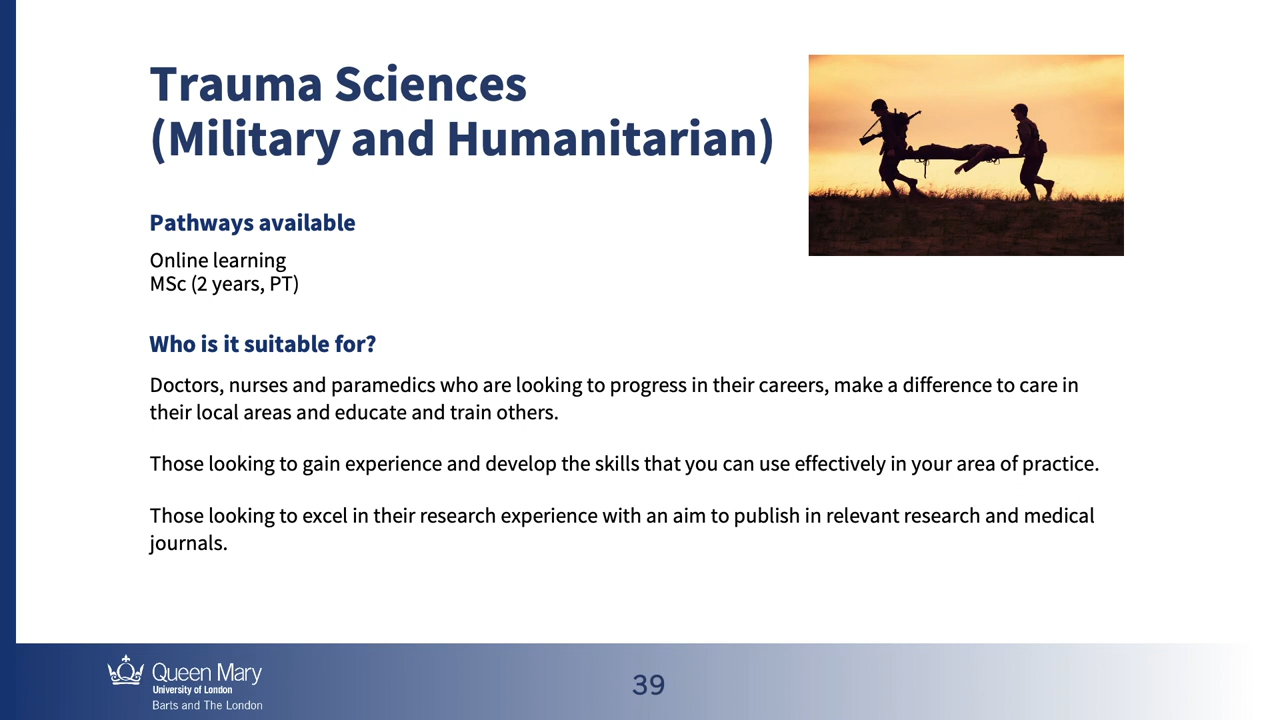 Trauma Sciences
(Military and Humanitarian)
Pathways available
Online learning
MSc (2 years, PT)
Who is it suitable for?
Doctors, nurses and paramedics who are looking to progress in their careers, make a difference to care in
their local areas and educate and train others.
Those looking to gain experience and develop the skills that you can use effectively in your area of practice.
Those looking to excel in their research experience with an aim to publish in relevant research and medical
journals.
Queen Mary
University of London
Barts and The London
39